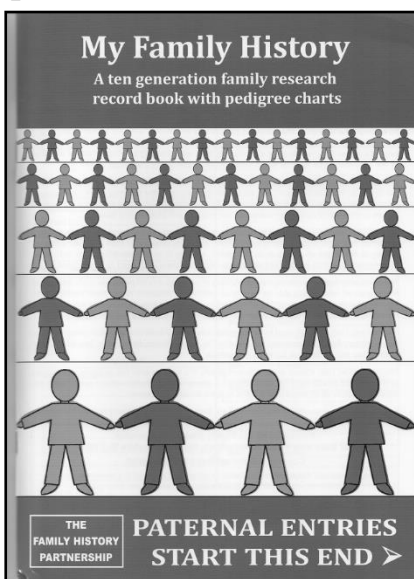 My Family History
A ten generation family research
record book with pedigree charts
THE
FAMILY HISTORY
PARTNERSHIP
PATERNAL ENTRIES
START THIS END ➢